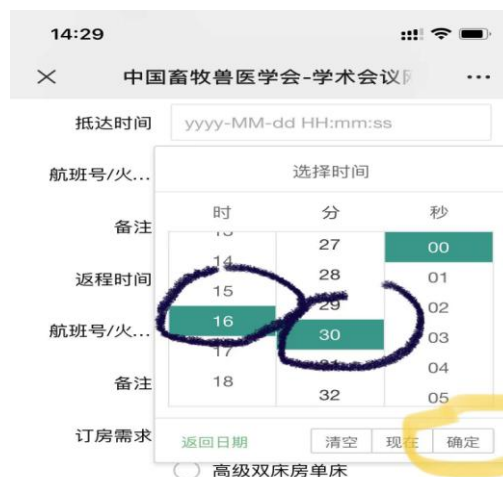 14:29
中国畜牧兽医学会-学术会议
抵达时间
yyyy-MM-dd HH:mm:ss
航班号/火...
选择时间
时 分 秒
27 00
14 28 01
15 29 02
16 30 03
17 31 04
18 32 05
备注
返程时间
航班号/火...
备注
订房需求
返回日期 清空 现在 确定
高级双床房单床